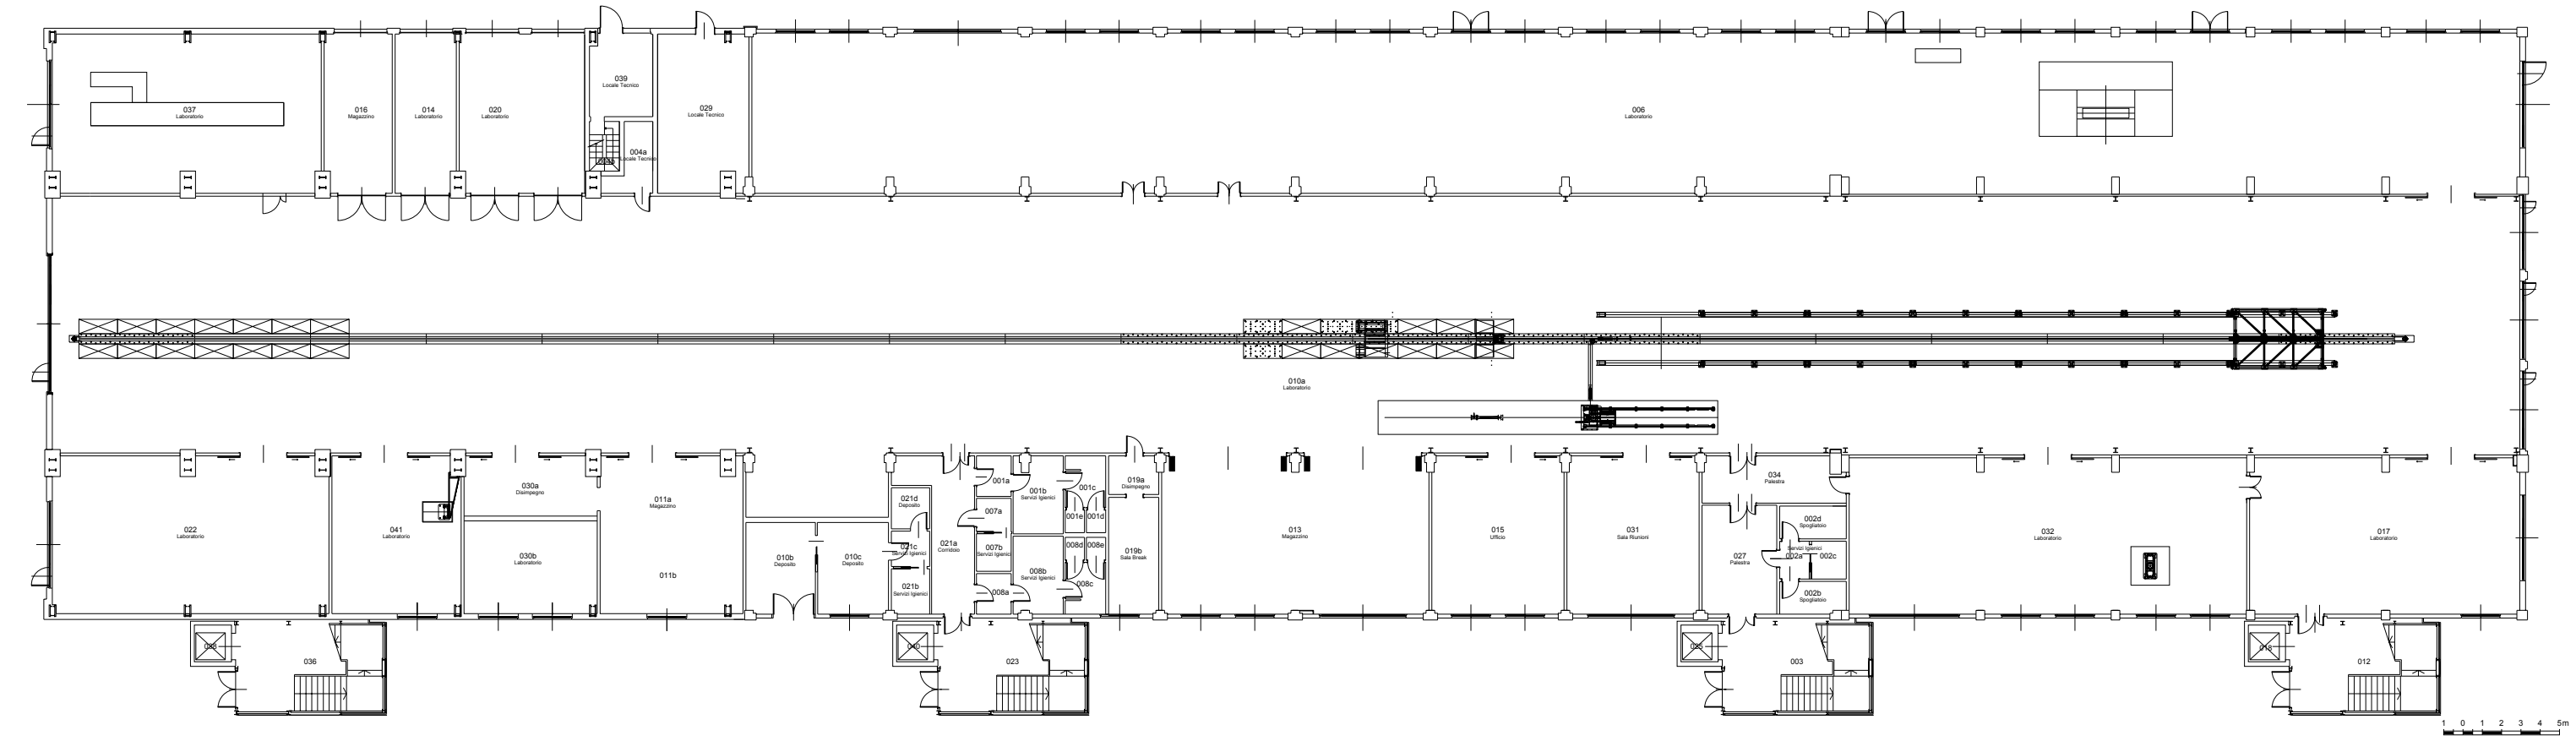 039
Locale Tecnico
037
Laboratorio
016
Magazzino
014
Laboratorio
020
Laboratorio
029
Locale Tecnico
006
Laboratorio
004a
Locale Tecnico
010a
Laboratorio
022
Laboratorio
041
Laboratorio
030a
Disimpegno
030b
Laboratorio
011a
Magazzino
011b
010b
Deposito
010c
Deposito
021d
Deposito
021c
Servizi Igienici
021b
Servizi Igienici
021a
Corridoio
001a
007a
007b
Servizi Igienici
008a
001b
Servizi Igienici
008b
Servizi Igienici
001c
001e
001d
008d
008e
008c
019a
Disimpegno
019b
Sala Break
013
Magazzino
015
Ufficio
031
Sala Riunioni
034
Palestra
027
Palestra
002d
Spogliatoio
Servizi Igienici
002a
002c
002b
Spogliatoio
032
Laboratorio
017
Laboratorio
036
040
023
025
003
018
012
1 0 1 2 3 4 5m